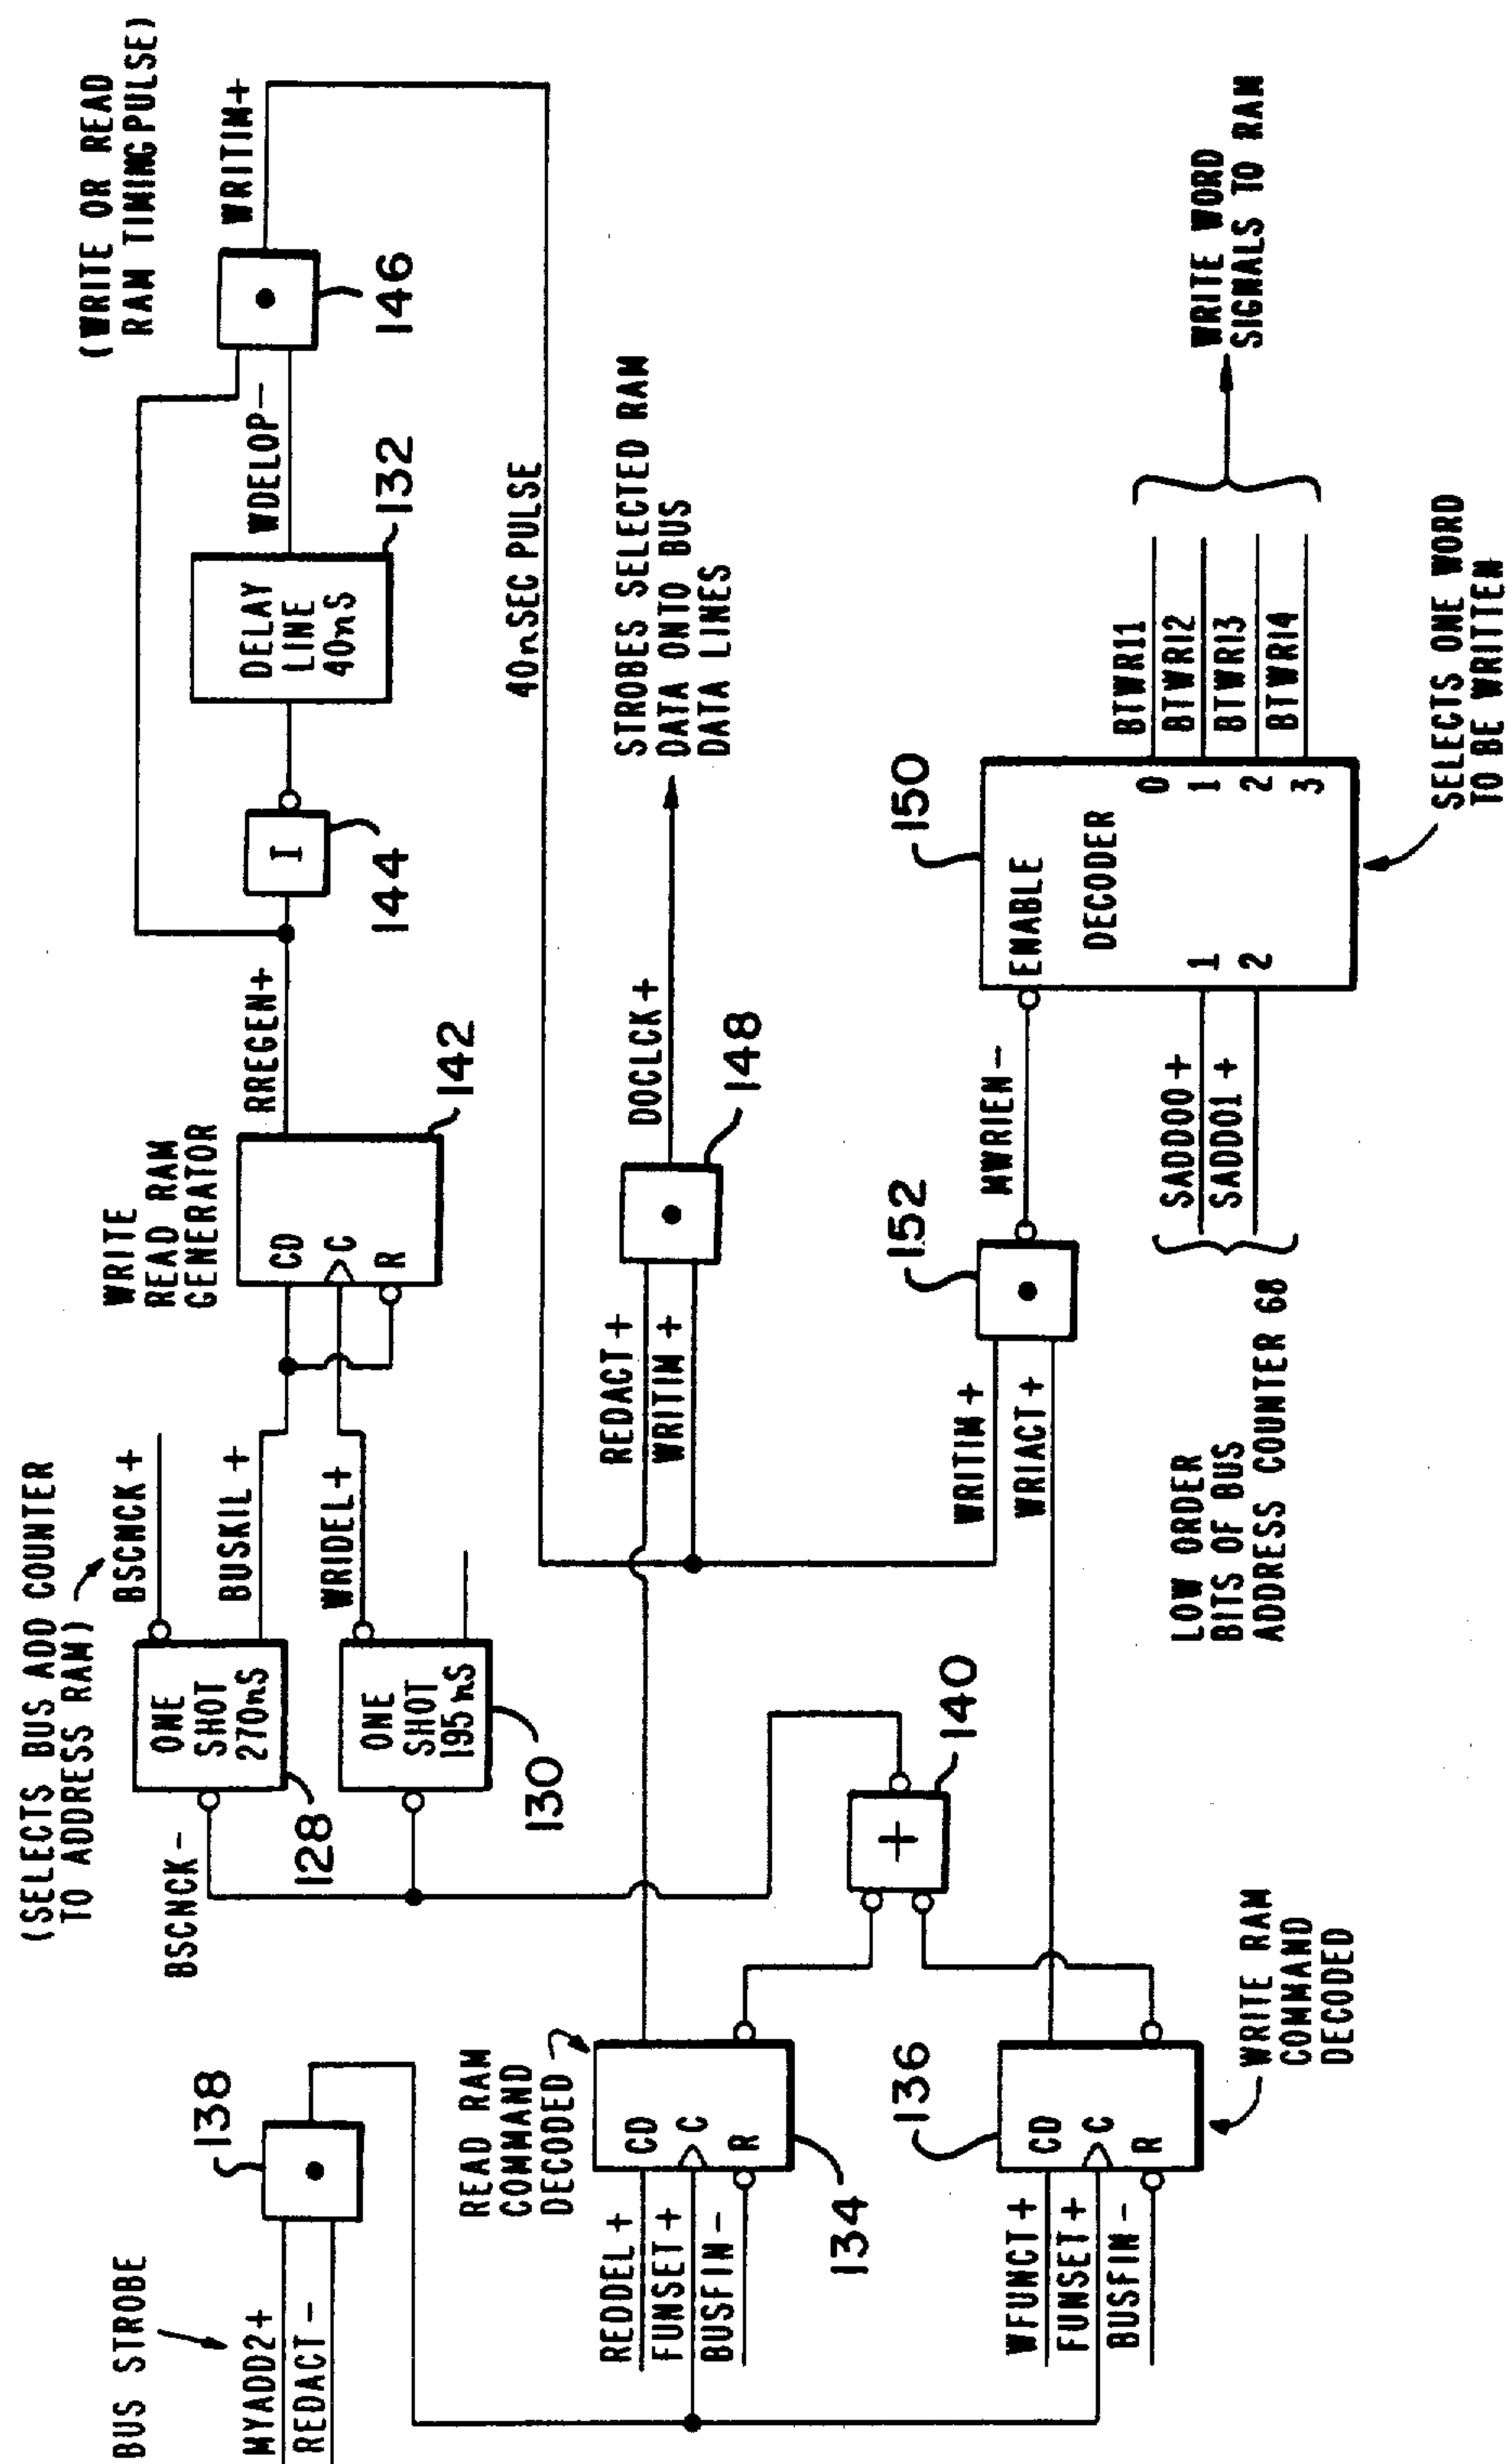 (SELECTS BUS ADD COUNTER
TO ADDRESS RAM)
BSCNCK-
ONE
SHOT
270nS
128
BSCNCK+
BUSKIL+
ONE
SHOT
195nS
130
WRIDEL+
WRITE
READ RAM
GENERATOR
CD
C
R
142
RREGEN+
I
144
DELAY
LINE
40nS
132
WDELOP-
146
(WRITE OR READ
RAM TIMING PULSE)
WRITIM+
40nSEC PULSE
BUS STROBE
MYADD2+
REDACT-
138
READ RAM
COMMAND
DECODED
REDDEL+
FUNSET+
BUSFIN-
CD
C
R
134
WFUNCT+
FUNSET+
BUSFIN-
CD
C
R
136
WRITE RAM
COMMAND
DECODED
+
140
REDACT+
WRITIM+
148
DOCLCK+
STROBES SELECTED RAM
DATA ONTO BUS
DATA LINES
WRITIM+
WRIACT+
152
MWRIEN-
LOW ORDER
BITS OF BUS
ADDRESS COUNTER 68
SADD00+
SADD01+
150
ENABLE
DECODER
1
2
0
1
2
3
BTWRI1
BTWRI2
BTWRI3
BTWRI4
WRITE WORD
SIGNALS TO RAM
SELECTS ONE WORD
TO BE WRITTEN